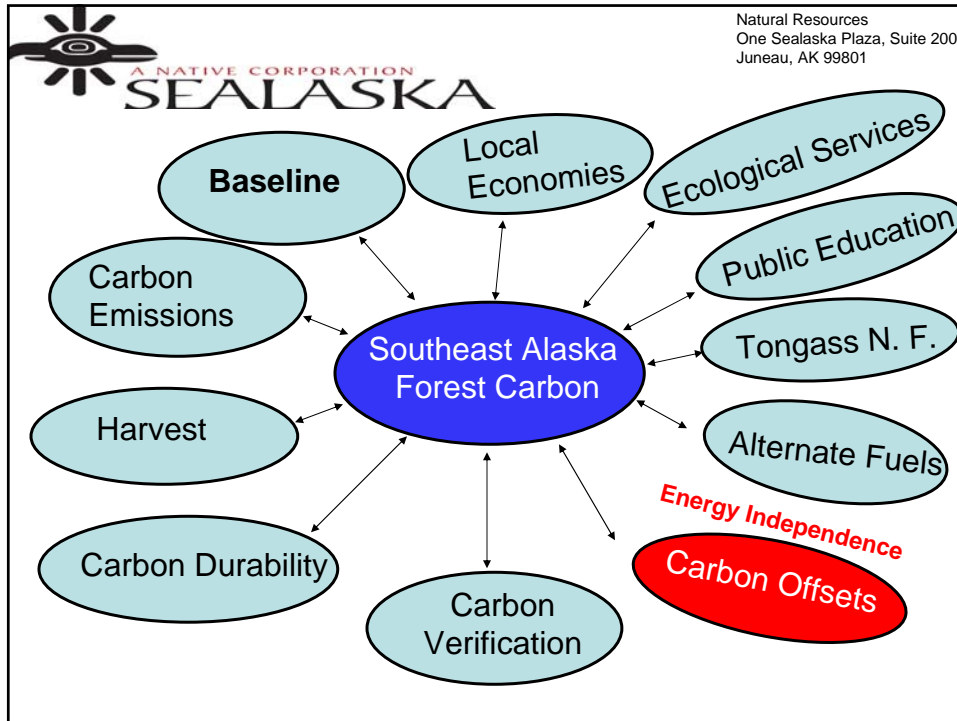 A NATIVE CORPORATION
SEALASKA
Natural Resources
One Sealaska Plaza, Suite 200
Juneau, AK 99801
Baseline
Local
Economies
Ecological Services
Public Education
Carbon
Emissions
Southeast Alaska
Forest Carbon
Tongass N. F.
Harvest
Alternate Fuels
Energy Independence
Carbon Offsets
Carbon Durability
Carbon
Verification